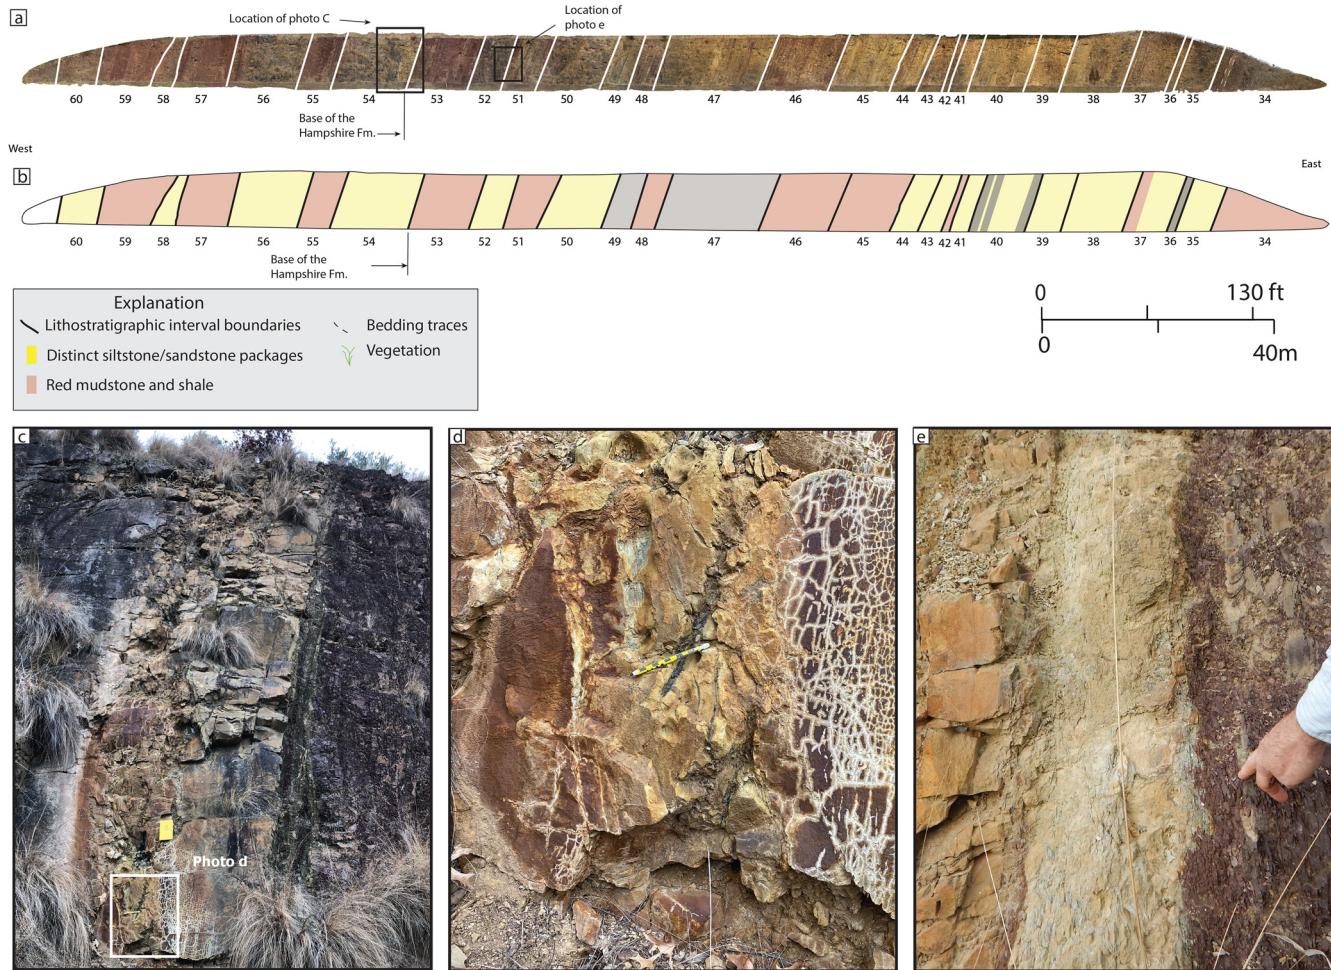 a
Location of photo C
Location of
photo e
60 59 58 57 56 55 54 53 52 51 50 49 48 47 46 45 44 43 42 41 40 39 38 37 36 35 34
Base of the
Hampshire Fm.
West
East
b
60 59 58 57 56 55 54 53 52 51 50 49 48 47 46 45 44 43 42 41 40 39 38 37 36 35 34
Base of the
Hampshire Fm.
Explanation
Lithostratigraphic interval boundaries
Bedding traces
Distinct siltstone/sandstone packages
Vegetation
Red mudstone and shale
0 130 ft
0 40m
c
Photo d
d
e